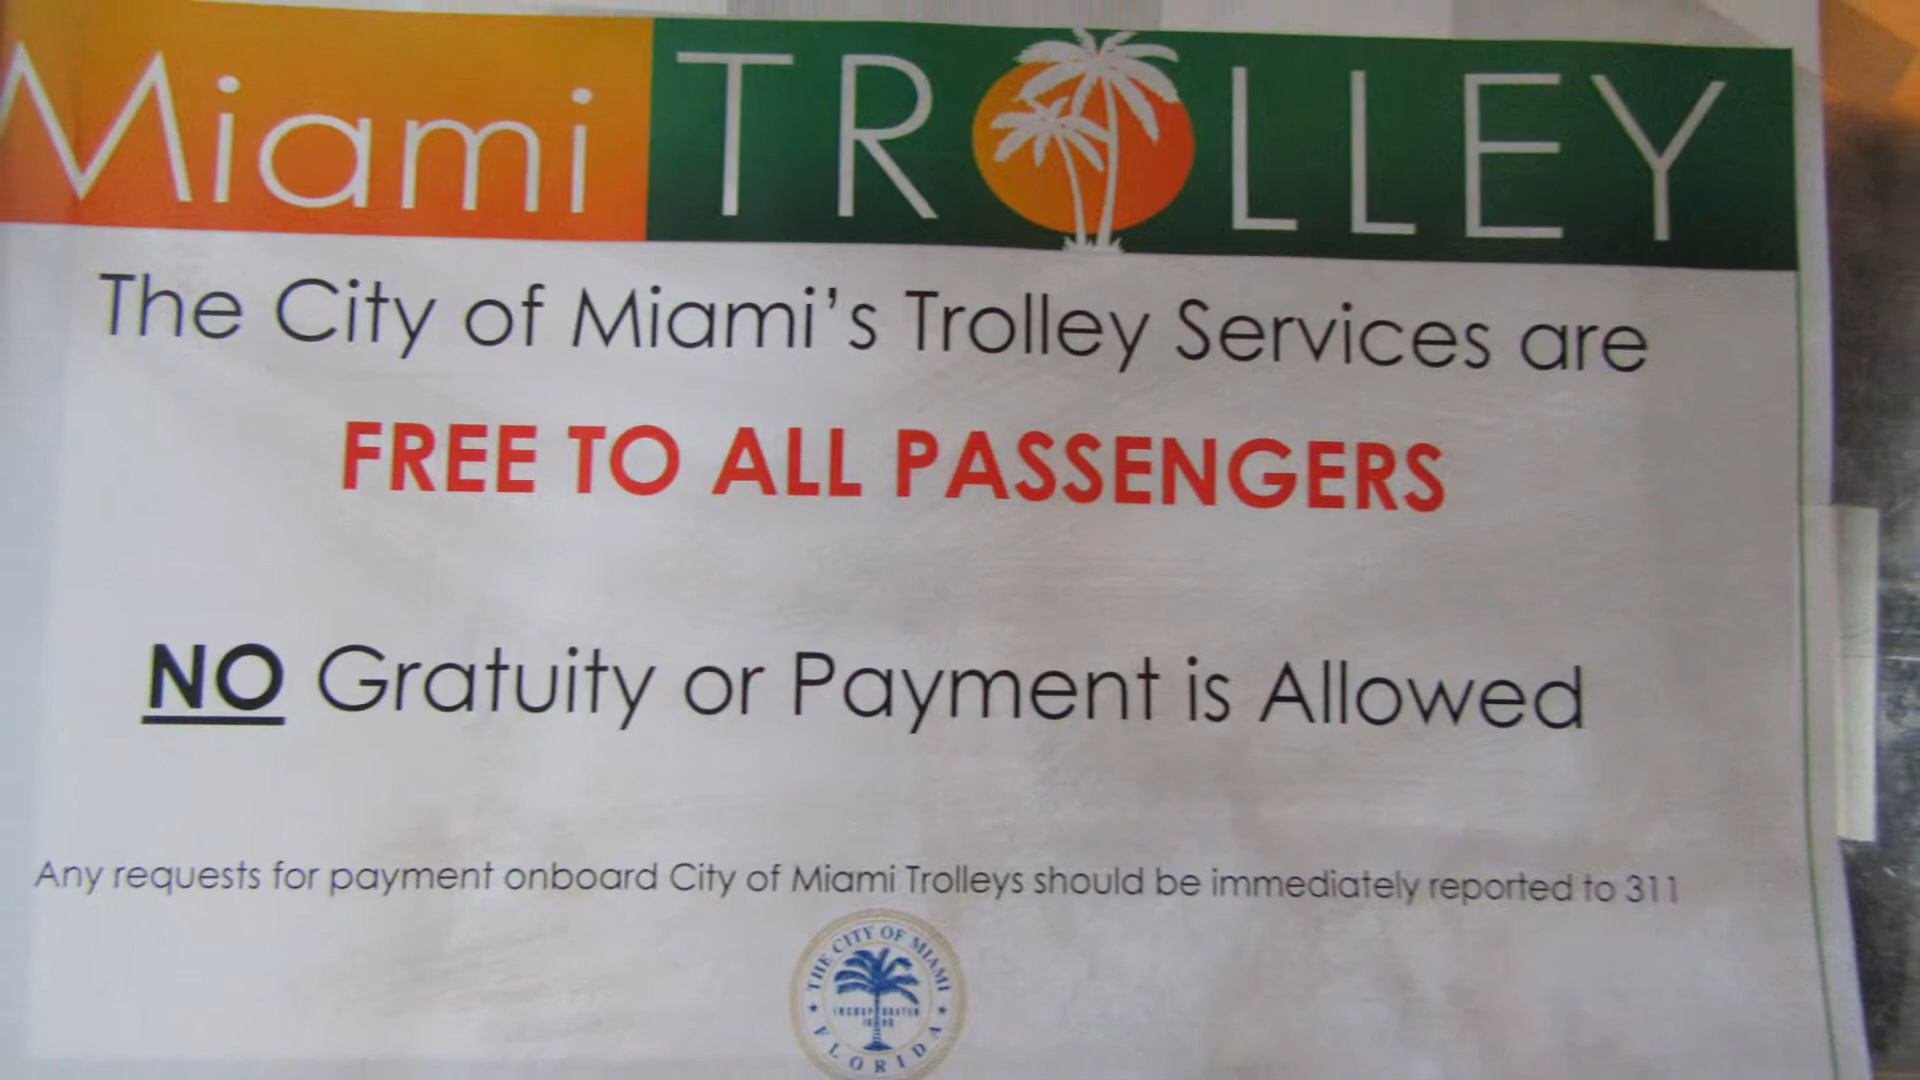 Miami TROLLEY
The City of Miami's Trolley Services are
FREE TO ALL PASSENGERS
NO Gratuity or Payment is Allowed
Any requests for payment onboard City of Miami Trolleys should be immediately reported to 311
THE CITY OF MIAMI
INCORPORATED
FLORIDA